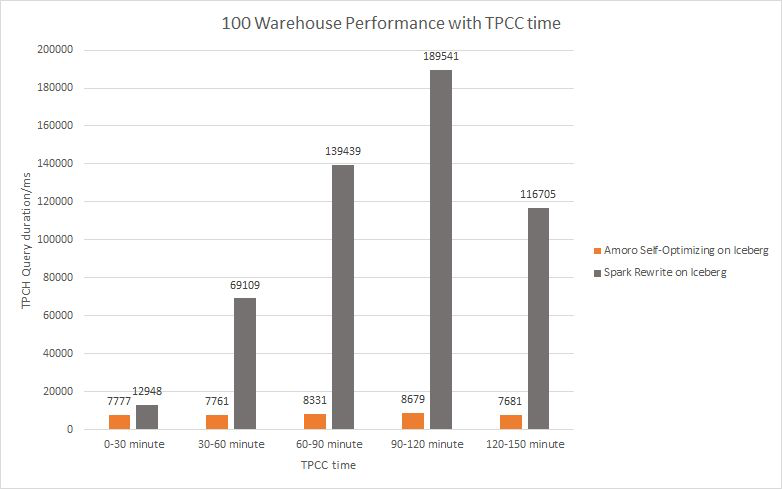 100 Warehouse Performance with TPCC time
TPCH Query duration/ms
200000
180000
160000
140000
120000
100000
80000
60000
40000
20000
0
7777
12948
7761
69109
8331
139439
8679
189541
7681
116705
0-30 minute
30-60 minute
60-90 minute
90-120 minute
120-150 minute
TPCC time
Amoro Self-Optimizing on Iceberg
Spark Rewrite on Iceberg